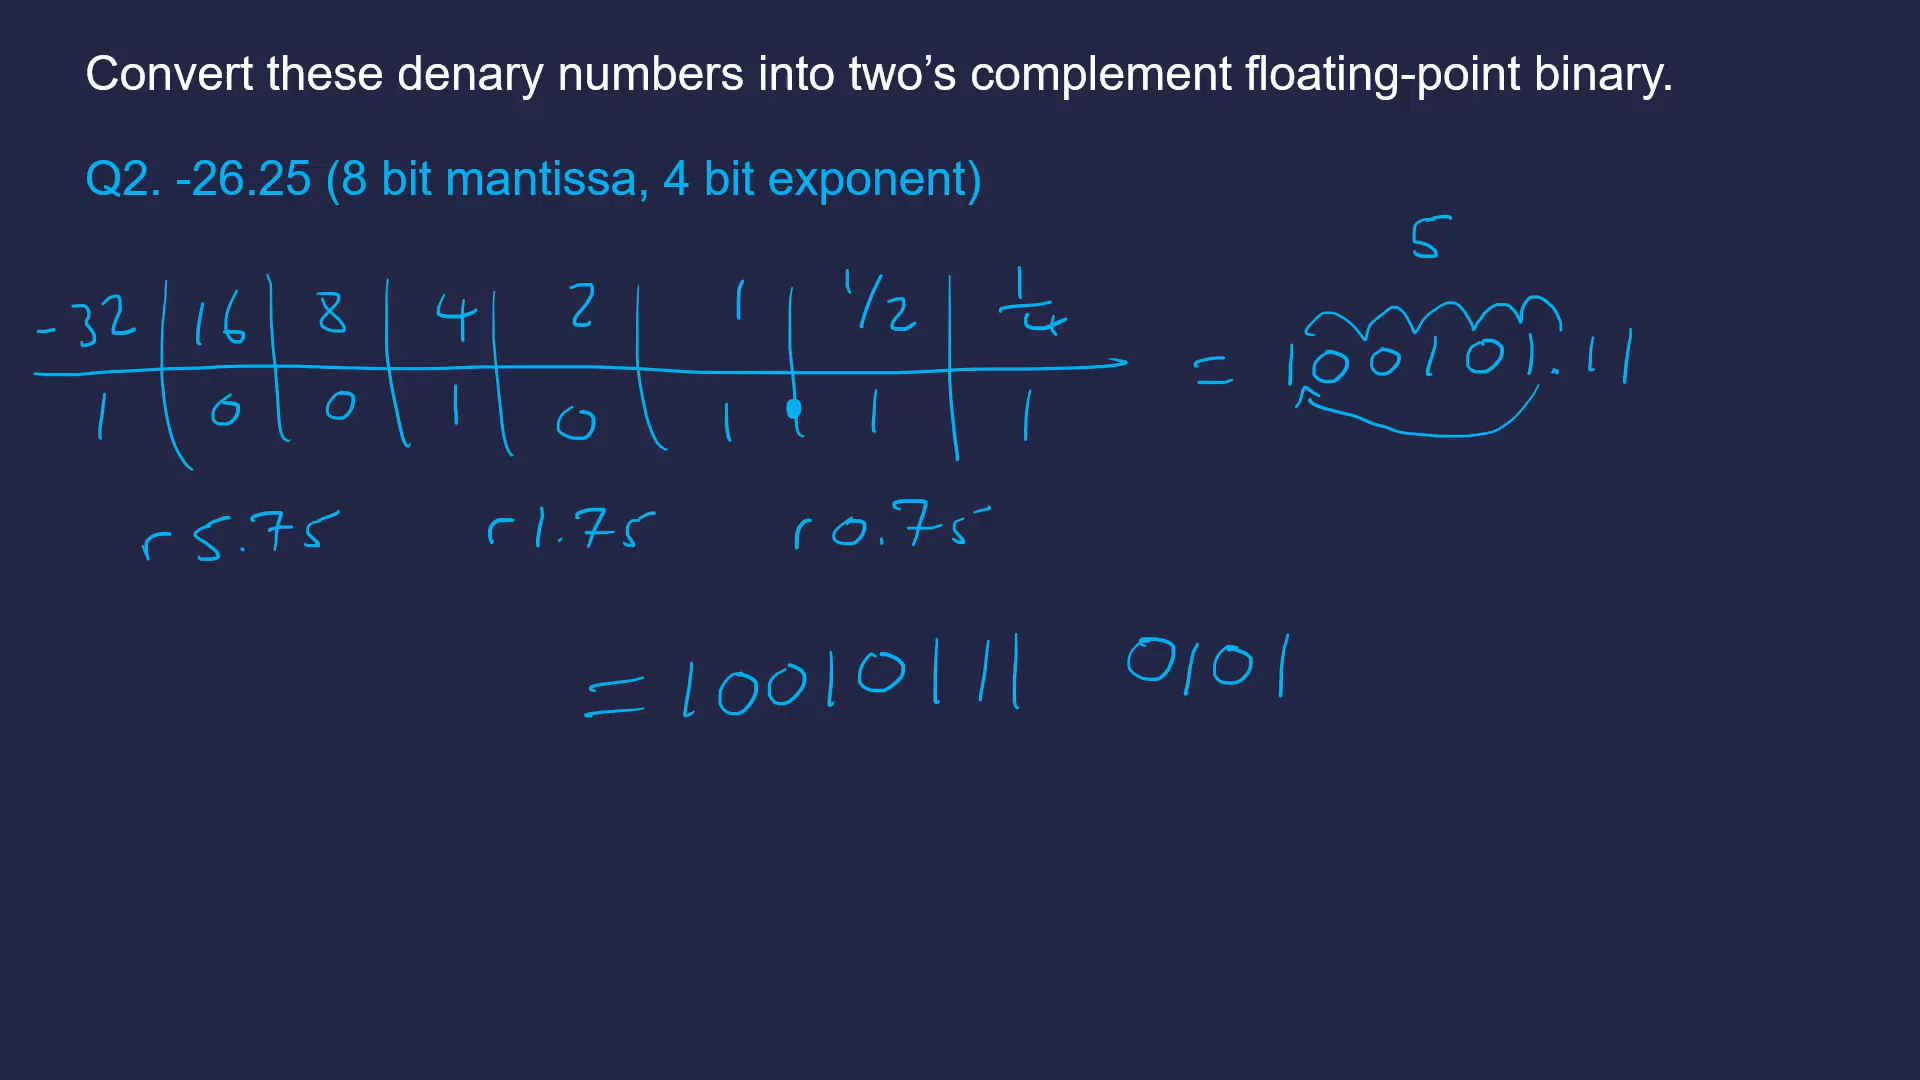 Convert these denary numbers into two’s complement floating-point binary.
Q2. -26.25 (8 bit mantissa, 4 bit exponent)
5
-32 | 16 | 8 | 4 | 2 | 1 | 1/2 | 1/4
1 | 0 | 0 | 1 | 0 | 1 . 1 | 1
= 100101.11
r5.75 r1.75 r0.75
= 10010111 0101